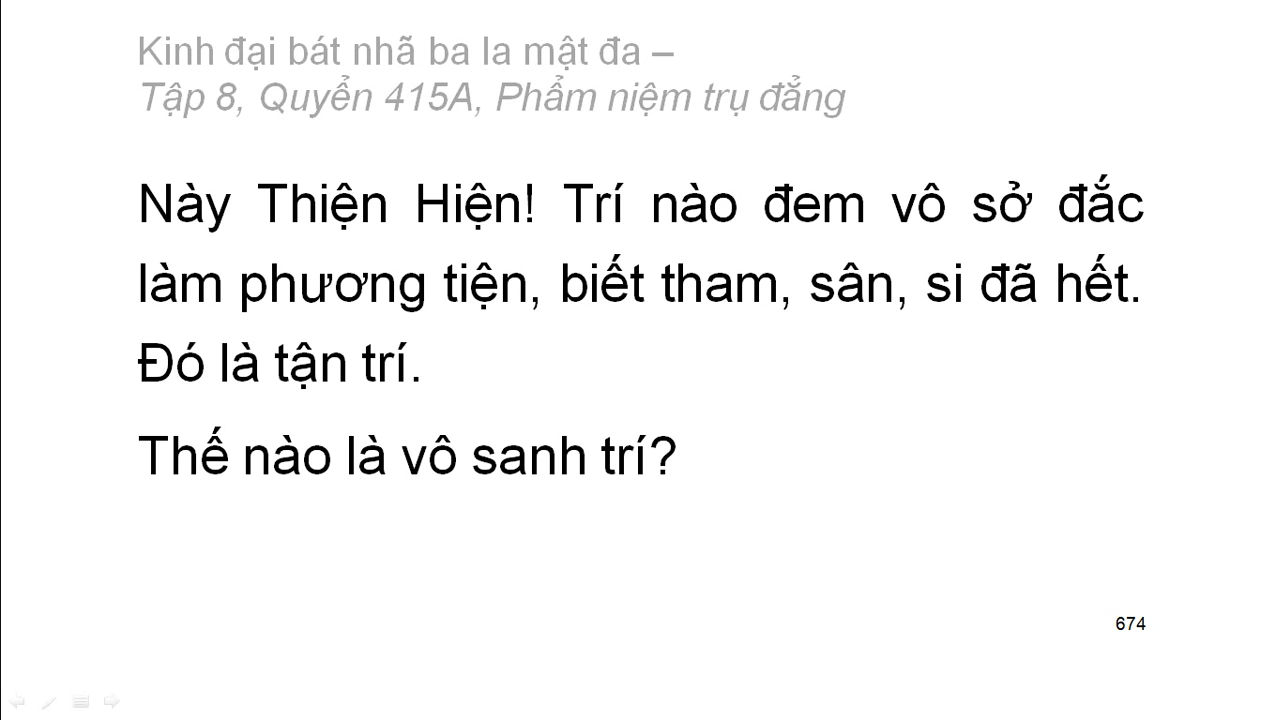 Kinh đại bát nhã ba la mật đa –
Tập 8, Quyển 415A, Phẩm niệm trụ đẳng
Này Thiện Hiện! Trí nào đem vô sở đắc
làm phương tiện, biết tham, sân, si đã hết.
Đó là tận trí.
Thế nào là vô sanh trí?
674